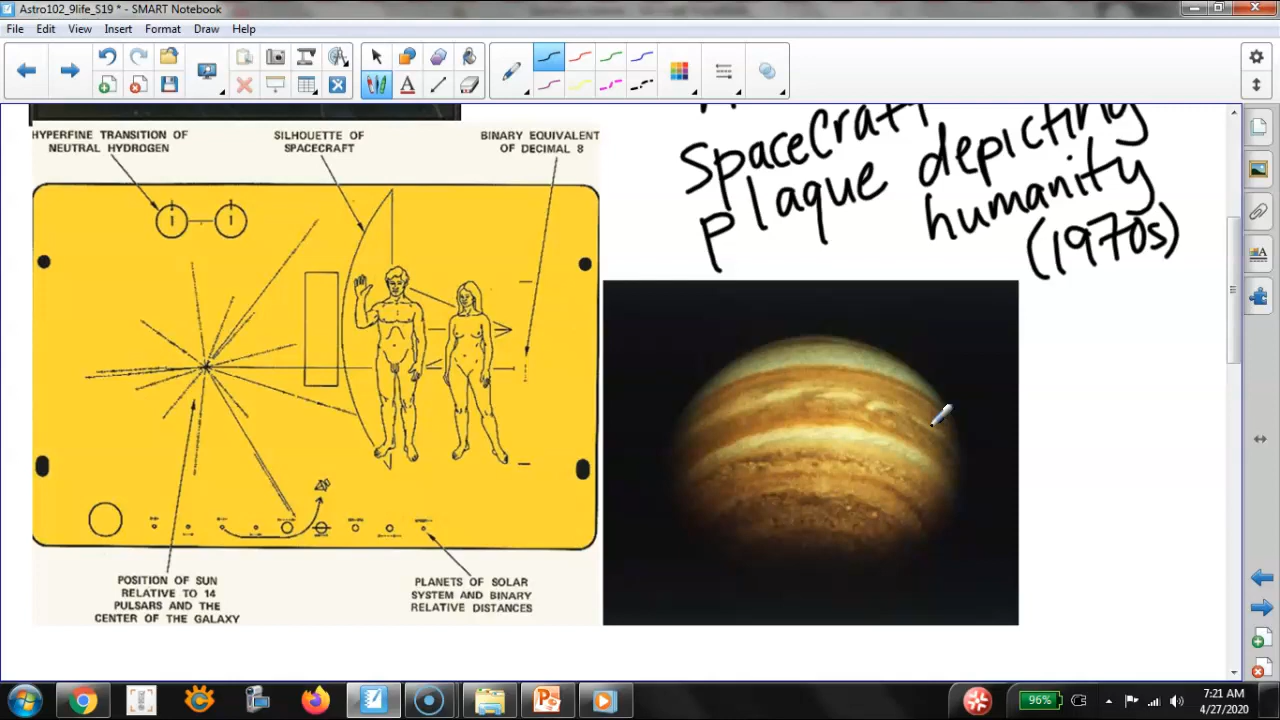 Astro102_9life_S19 * - SMART Notebook
File Edit View Insert Format Draw Help
HYPERFINE TRANSITION OF
NEUTRAL HYDROGEN
SILHOUETTE OF
SPACECRAFT
BINARY EQUIVALENT
OF DECIMAL 8
spacecraft
plaque depicting
humanity
(1970s)
POSITION OF SUN
RELATIVE TO 14
PULSARS AND THE
CENTER OF THE GALAXY
PLANETS OF SOLAR
SYSTEM AND BINARY
RELATIVE DISTANCES
96%
7:21 AM
4/27/2020